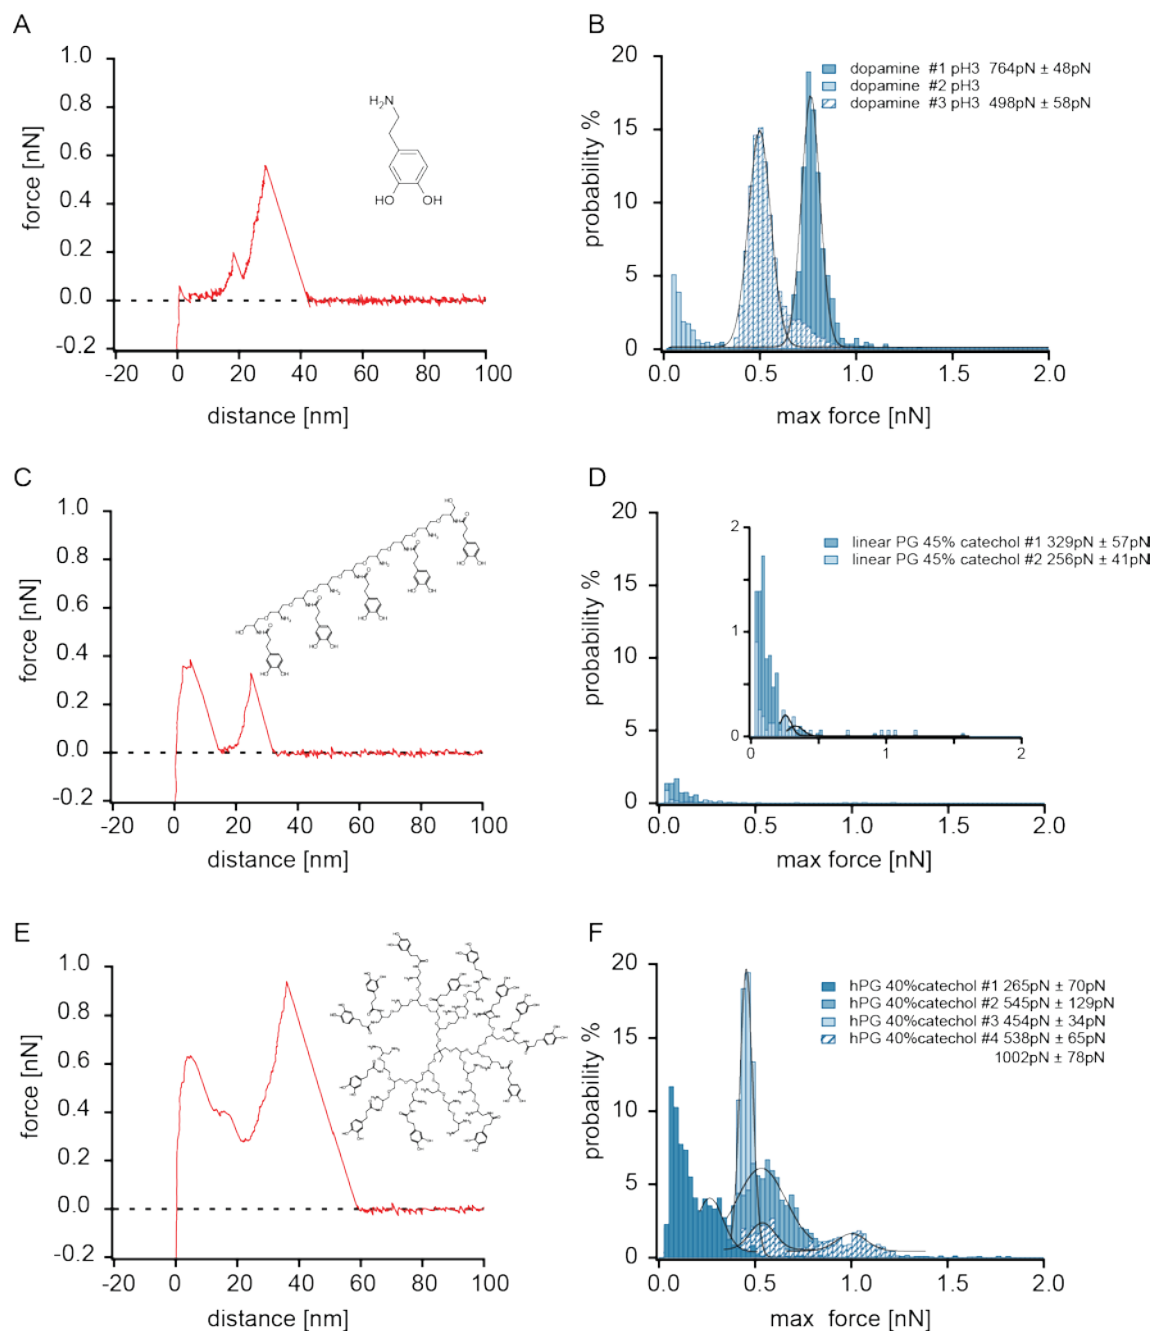 A
1.0
0.8
0.6
0.4
0.2
0.0
-0.2
force [nN]
-20 0 20 40 60 80 100
distance [nm]
H₂N
HO OH
B
20
15
10
5
0
probability %
dopamine #1 pH3 764pN ± 48pN
dopamine #2 pH3
dopamine #3 pH3 498pN ± 58pN
0.0 0.5 1.0 1.5 2.0
max force [nN]
C
1.0
0.8
0.6
0.4
0.2
0.0
-0.2
force [nN]
-20 0 20 40 60 80 100
distance [nm]
D
20
15
10
5
0
probability %
2
1
0
0 1 2
linear PG 45% catechol #1 329pN ± 57pN
linear PG 45% catechol #2 256pN ± 41pN
0.0 0.5 1.0 1.5 2.0
max force [nN]
E
1.0
0.8
0.6
0.4
0.2
0.0
-0.2
force [nN]
-20 0 20 40 60 80 100
distance [nm]
F
20
15
10
5
0
probability %
hPG 40%catechol #1 265pN ± 70pN
hPG 40%catechol #2 545pN ± 129pN
hPG 40%catechol #3 454pN ± 34pN
hPG 40%catechol #4 538pN ± 65pN
1002pN ± 78pN
0.0 0.5 1.0 1.5 2.0
max force [nN]